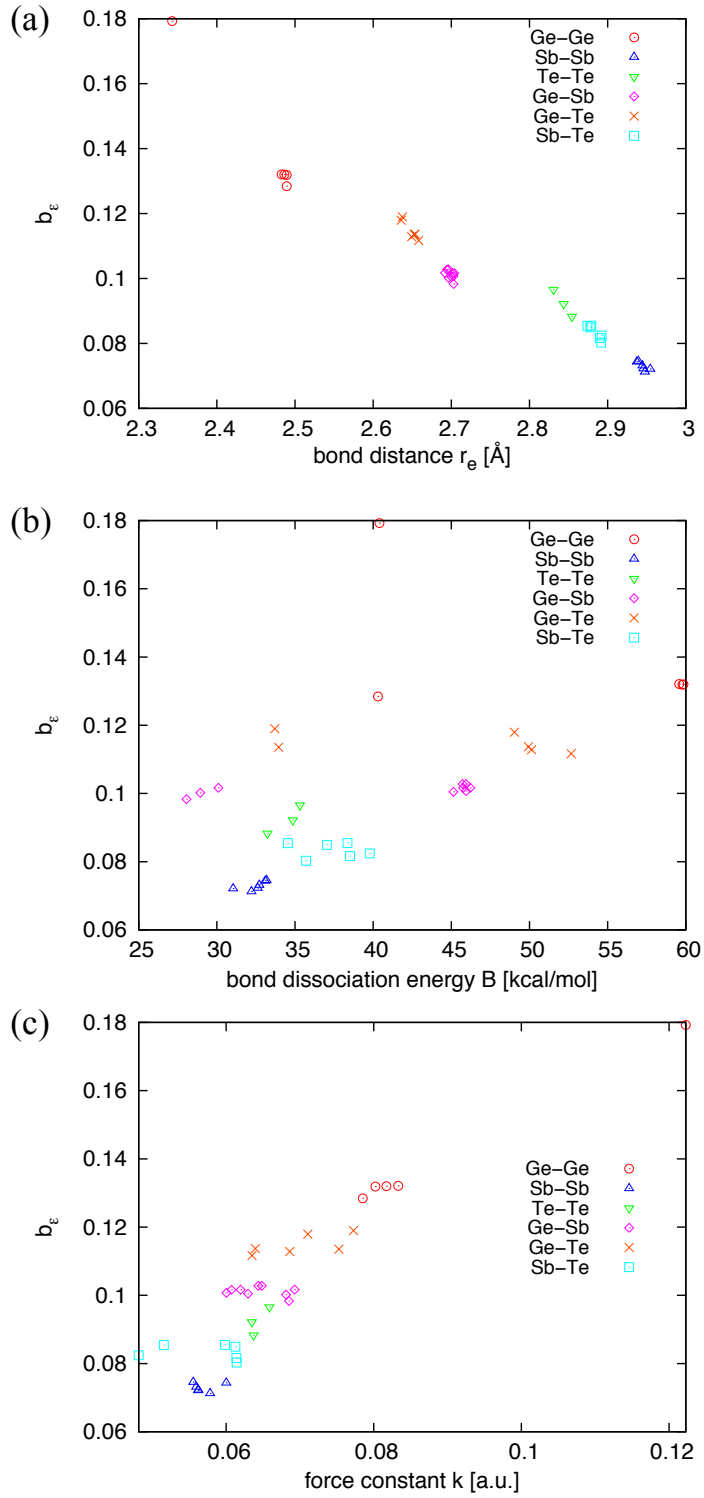 (a)
0.18
0.16
0.14
0.12
0.1
0.08
0.06
b_ε
Ge−Ge
Sb−Sb
Te−Te
Ge−Sb
Ge−Te
Sb−Te
2.3 2.4 2.5 2.6 2.7 2.8 2.9 3
bond distance r_e [Å]
(b)
0.18
0.16
0.14
0.12
0.1
0.08
0.06
b_ε
Ge−Ge
Sb−Sb
Te−Te
Ge−Sb
Ge−Te
Sb−Te
25 30 35 40 45 50 55 60
bond dissociation energy B [kcal/mol]
(c)
0.18
0.16
0.14
0.12
0.1
0.08
0.06
b_ε
Ge−Ge
Sb−Sb
Te−Te
Ge−Sb
Ge−Te
Sb−Te
0.06 0.08 0.1 0.12
force constant k [a.u.]